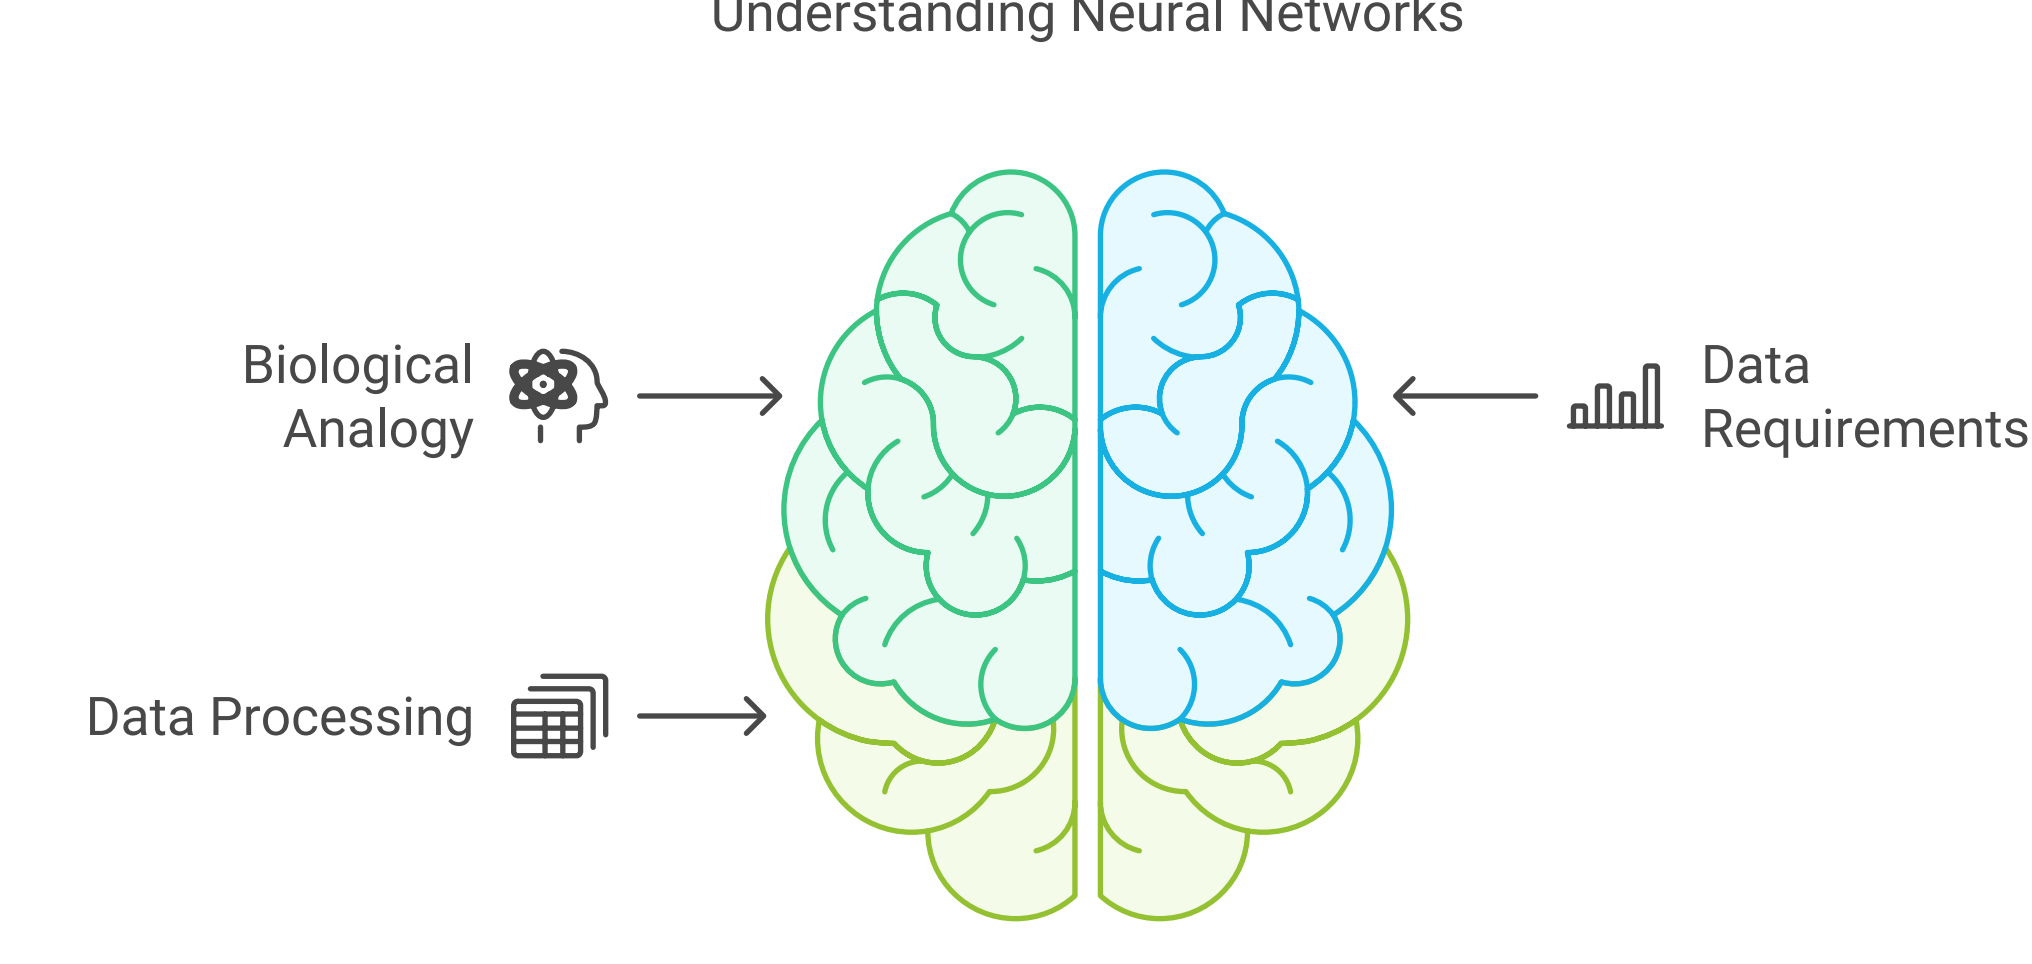 Understanding Neural Networks
Biological
Analogy
Data
Requirements
Data Processing